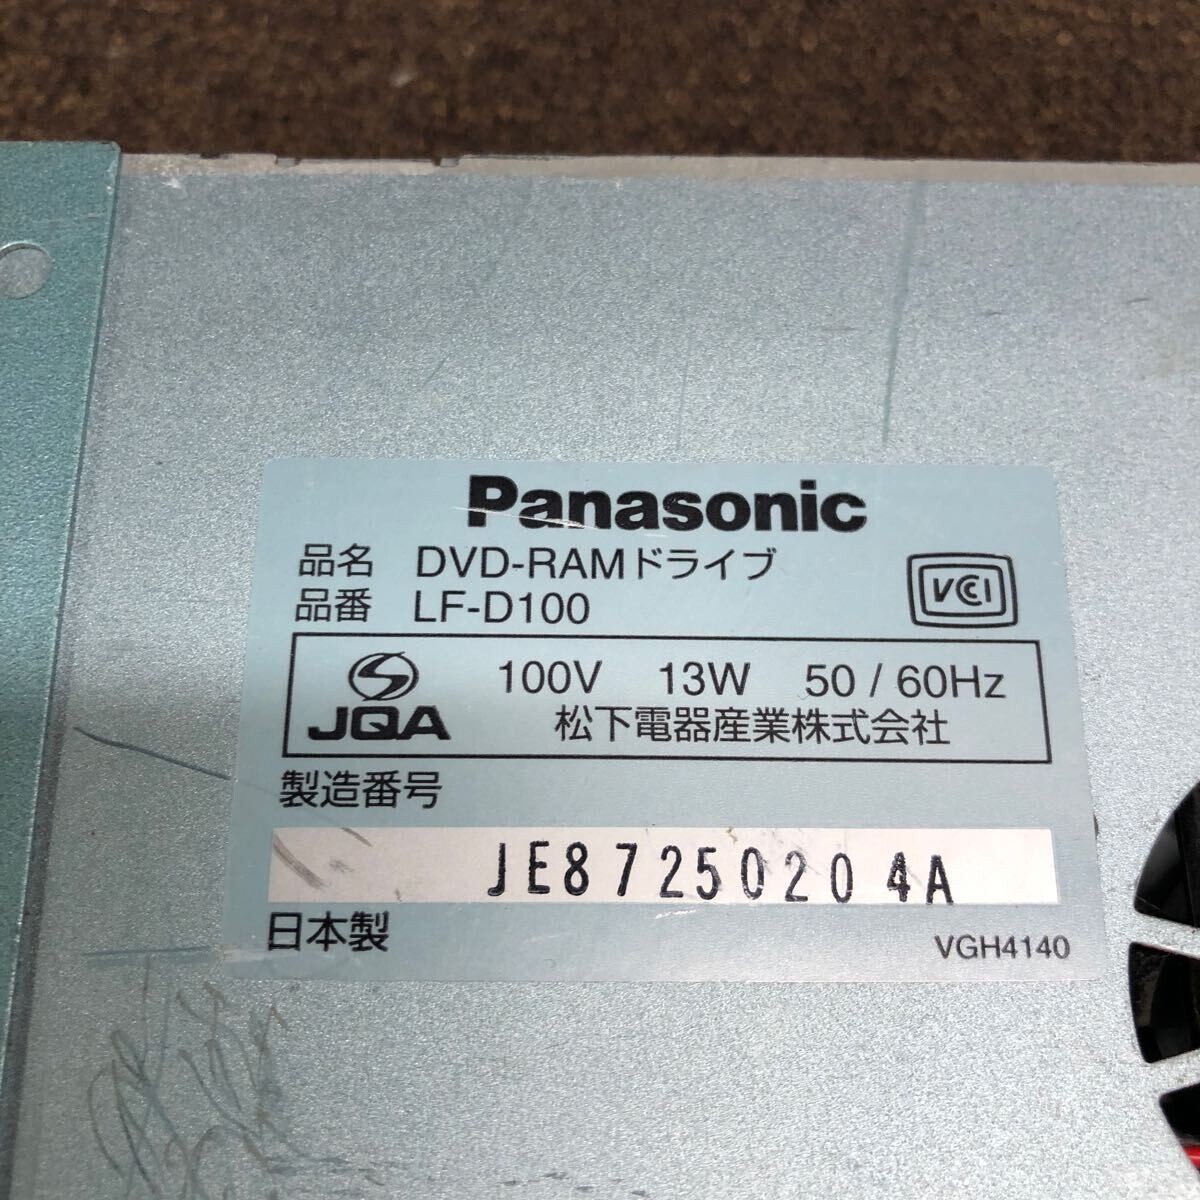 Panasonic
品名 DVD-RAMドライブ
品番 LF-D100
VCCI
JQA
100V 13W 50 / 60Hz
松下電器産業株式会社
製造番号
JE87250204A
日本製
VGH4140